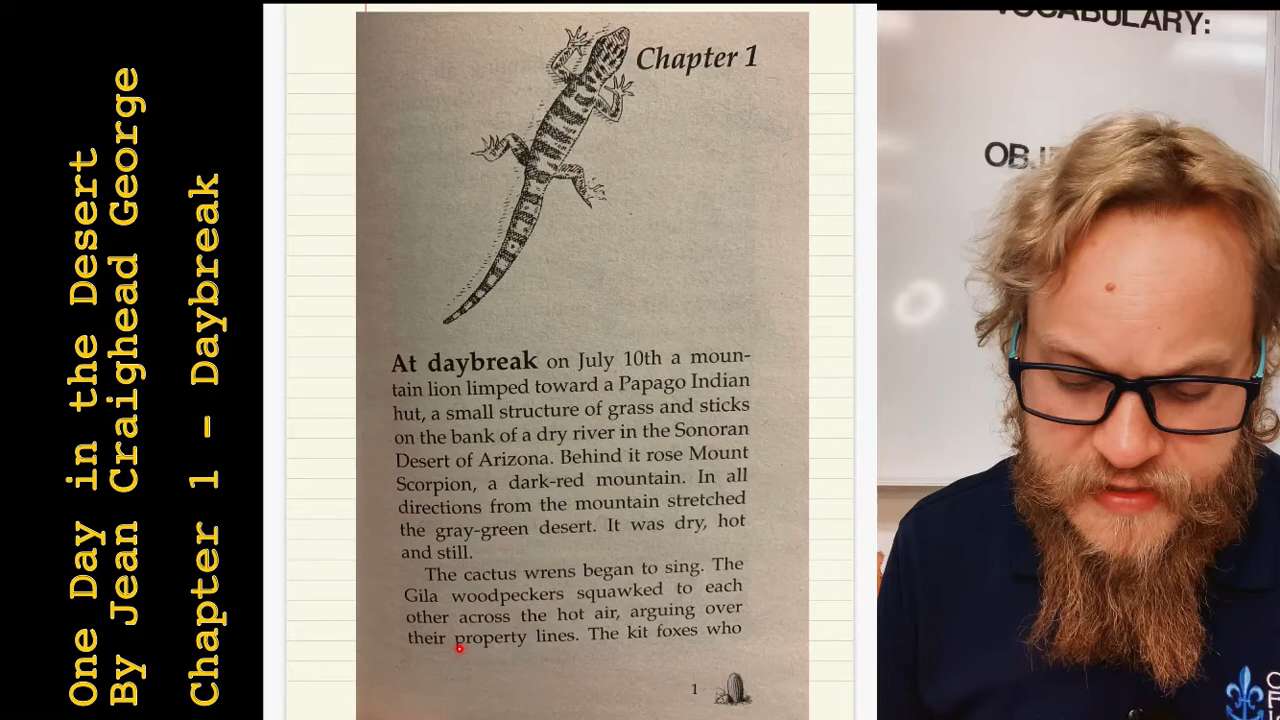 One Day in the Desert
By Jean Craighead George
Chapter 1 - Daybreak
Chapter 1
At daybreak on July 10th a moun-
tain lion limped toward a Papago Indian
hut, a small structure of grass and sticks
on the bank of a dry river in the Sonoran
Desert of Arizona. Behind it rose Mount
Scorpion, a dark-red mountain. In all
directions from the mountain stretched
the gray-green desert. It was dry, hot
and still.
The cactus wrens began to sing. The
Gila woodpeckers squawked to each
other across the hot air, arguing over
their property lines. The kit foxes who
1
VOCABULARY: